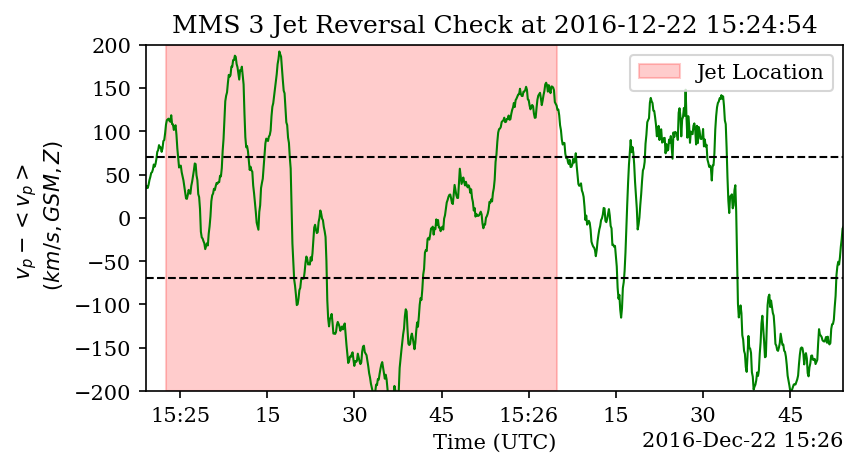 MMS 3 Jet Reversal Check at 2016-12-22 15:24:54
Jet Location
200
150
100
50
0
−50
−100
−150
−200
v_p − <v_p>
(km/s, GSM, Z)
15:25 15 30 45 15:26 15 30 45
Time (UTC) 2016-Dec-22 15:26